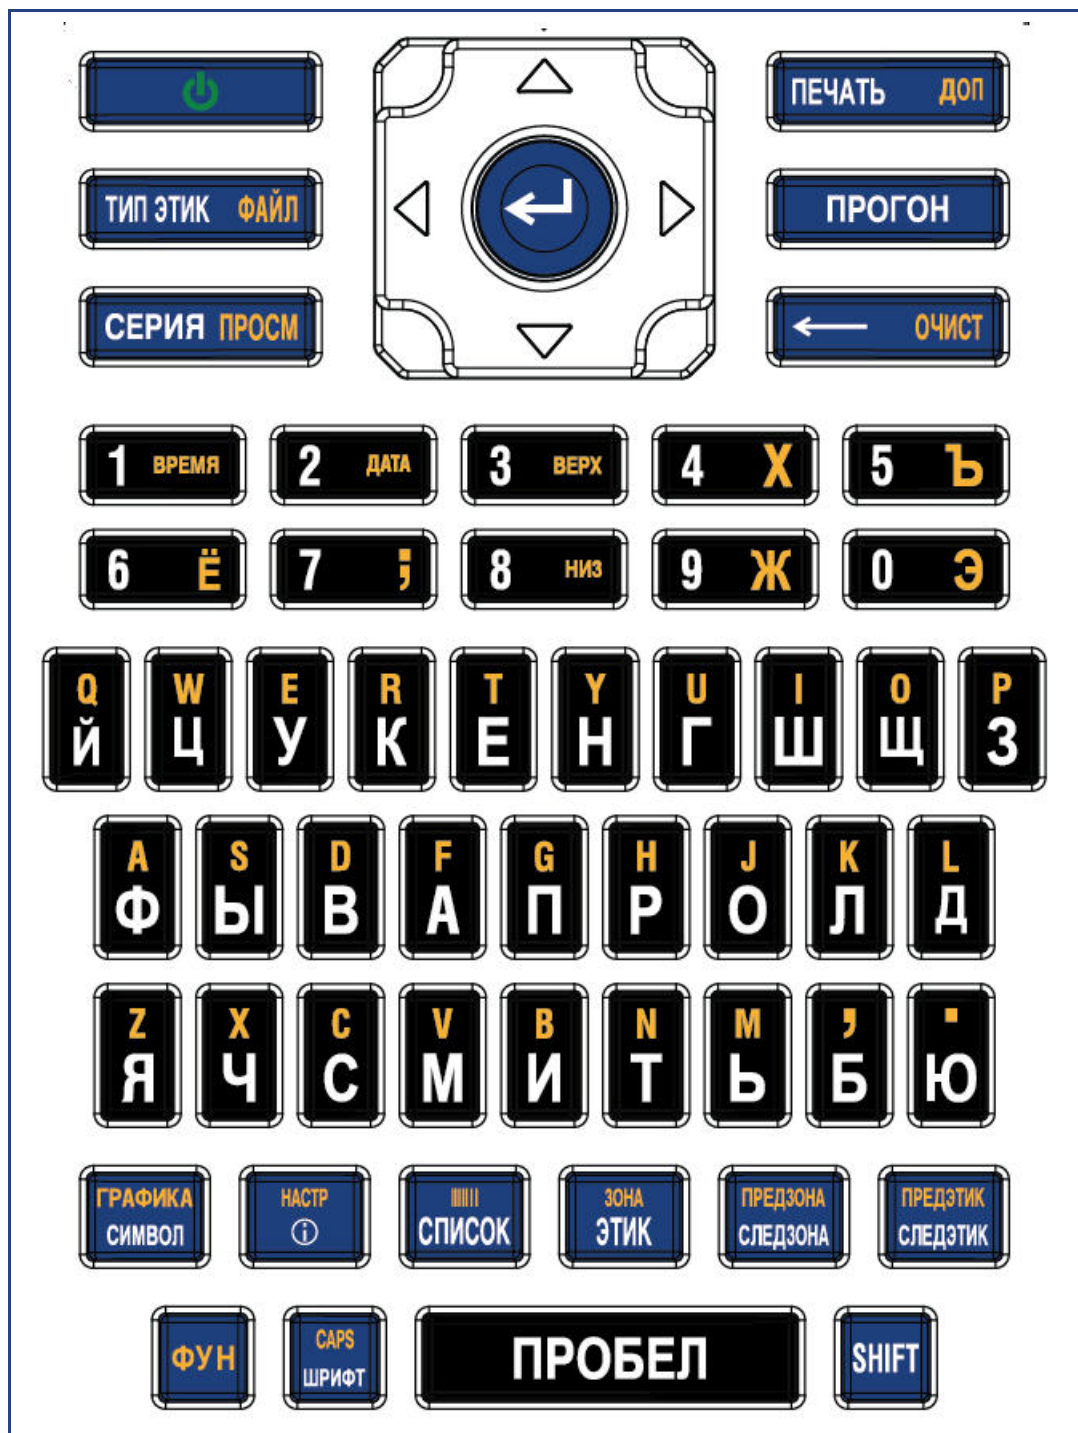 ПЕЧАТЬ ДОП
ТИП ЭТИК ФАЙЛ
ПРОГОН
СЕРИЯ ПРОСМ
ОЧИСТ
1 ВРЕМЯ 2 ДАТА 3 ВЕРХ 4 Х 5 Ъ
6 Ё 7 ; 8 НИЗ 9 Ж 0 Э
Q W E R T Y U I O P
Й Ц У К Е Н Г Ш Щ З
A S D F G H J K L
Ф Ы В А П Р О Л Д
Z X C V B N M , .
Я Ч С М И Т Ь Б Ю
ГРАФИКА НАСТР ЗОНА ПРЕДЗОНА ПРЕДЭТИК
СИМВОЛ СПИСОК ЭТИК СЛЕДЗОНА СЛЕДЭТИК
ФУН CAPS ПРОБЕЛ SHIFT
ШРИФТ